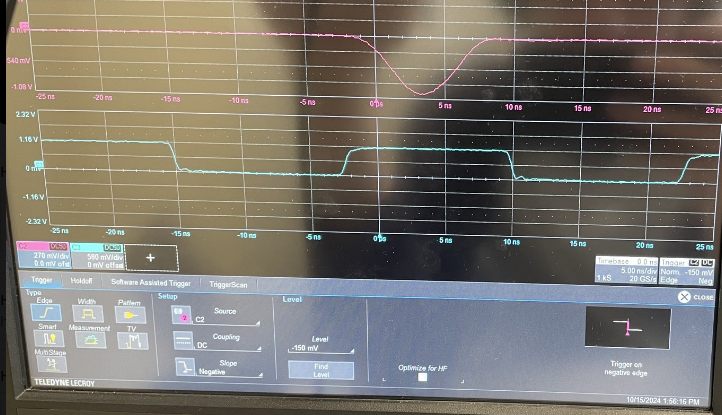 0 mV
540 mV
-1.08 V
-25 ns -15 ns -10 ns -5 ns 0 ns 5 ns 10 ns 15 ns 20 ns 25 ns
2.32 V
1.16 V
0 mV
-1.16 V
-2.32 V
-25 ns -20 ns -15 ns -10 ns -5 ns 0 ns 5 ns 10 ns 15 ns 20 ns 25 ns
C2 DC50 DC50
270 mV/div 580 mV/div
0.0 mV ofst 0 mV offset
+
Timebase 0.0 ns Trigger C2 DC
5.00 ns/div Norm. -150 mV
1 kS 20 GS/s Edge Neg
Trigger Holdoff Software Assisted Trigger TriggerScan
CLOSE
Type Setup Level
Edge Width Pattern
Source
C2
Smart Measurement TV
Coupling
DC
Level
-150 mV
MultiStage
Slope
Negative
Find
Level
Optimize for HF
Trigger on
negative edge
TELEDYNE LECROY
10/15/2024 1:56:16 PM